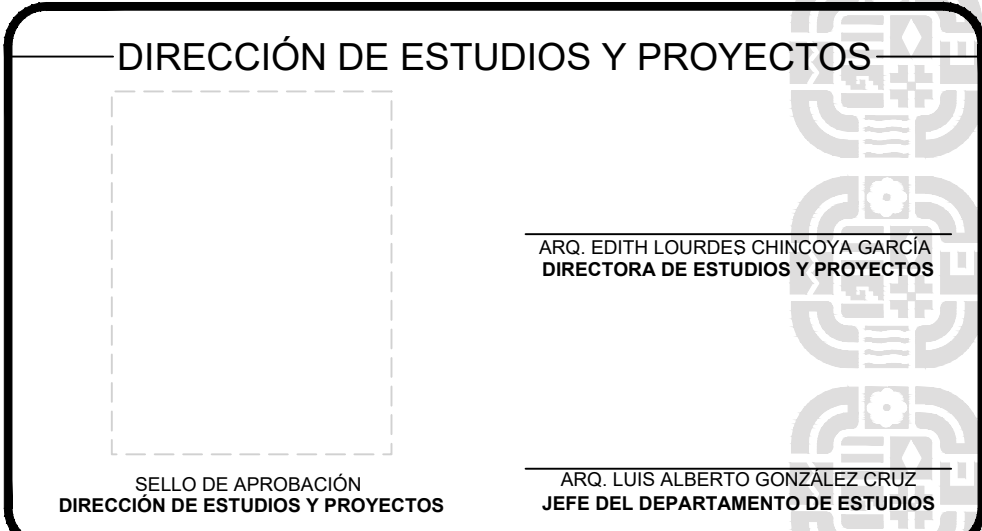 DIRECCIÓN DE ESTUDIOS Y PROYECTOS
ARQ. EDITH LOURDES CHINCOYA GARCÍA
DIRECTORA DE ESTUDIOS Y PROYECTOS
SELLO DE APROBACIÓN
DIRECCIÓN DE ESTUDIOS Y PROYECTOS
ARQ. LUIS ALBERTO GONZÁLEZ CRUZ
JEFE DEL DEPARTAMENTO DE ESTUDIOS